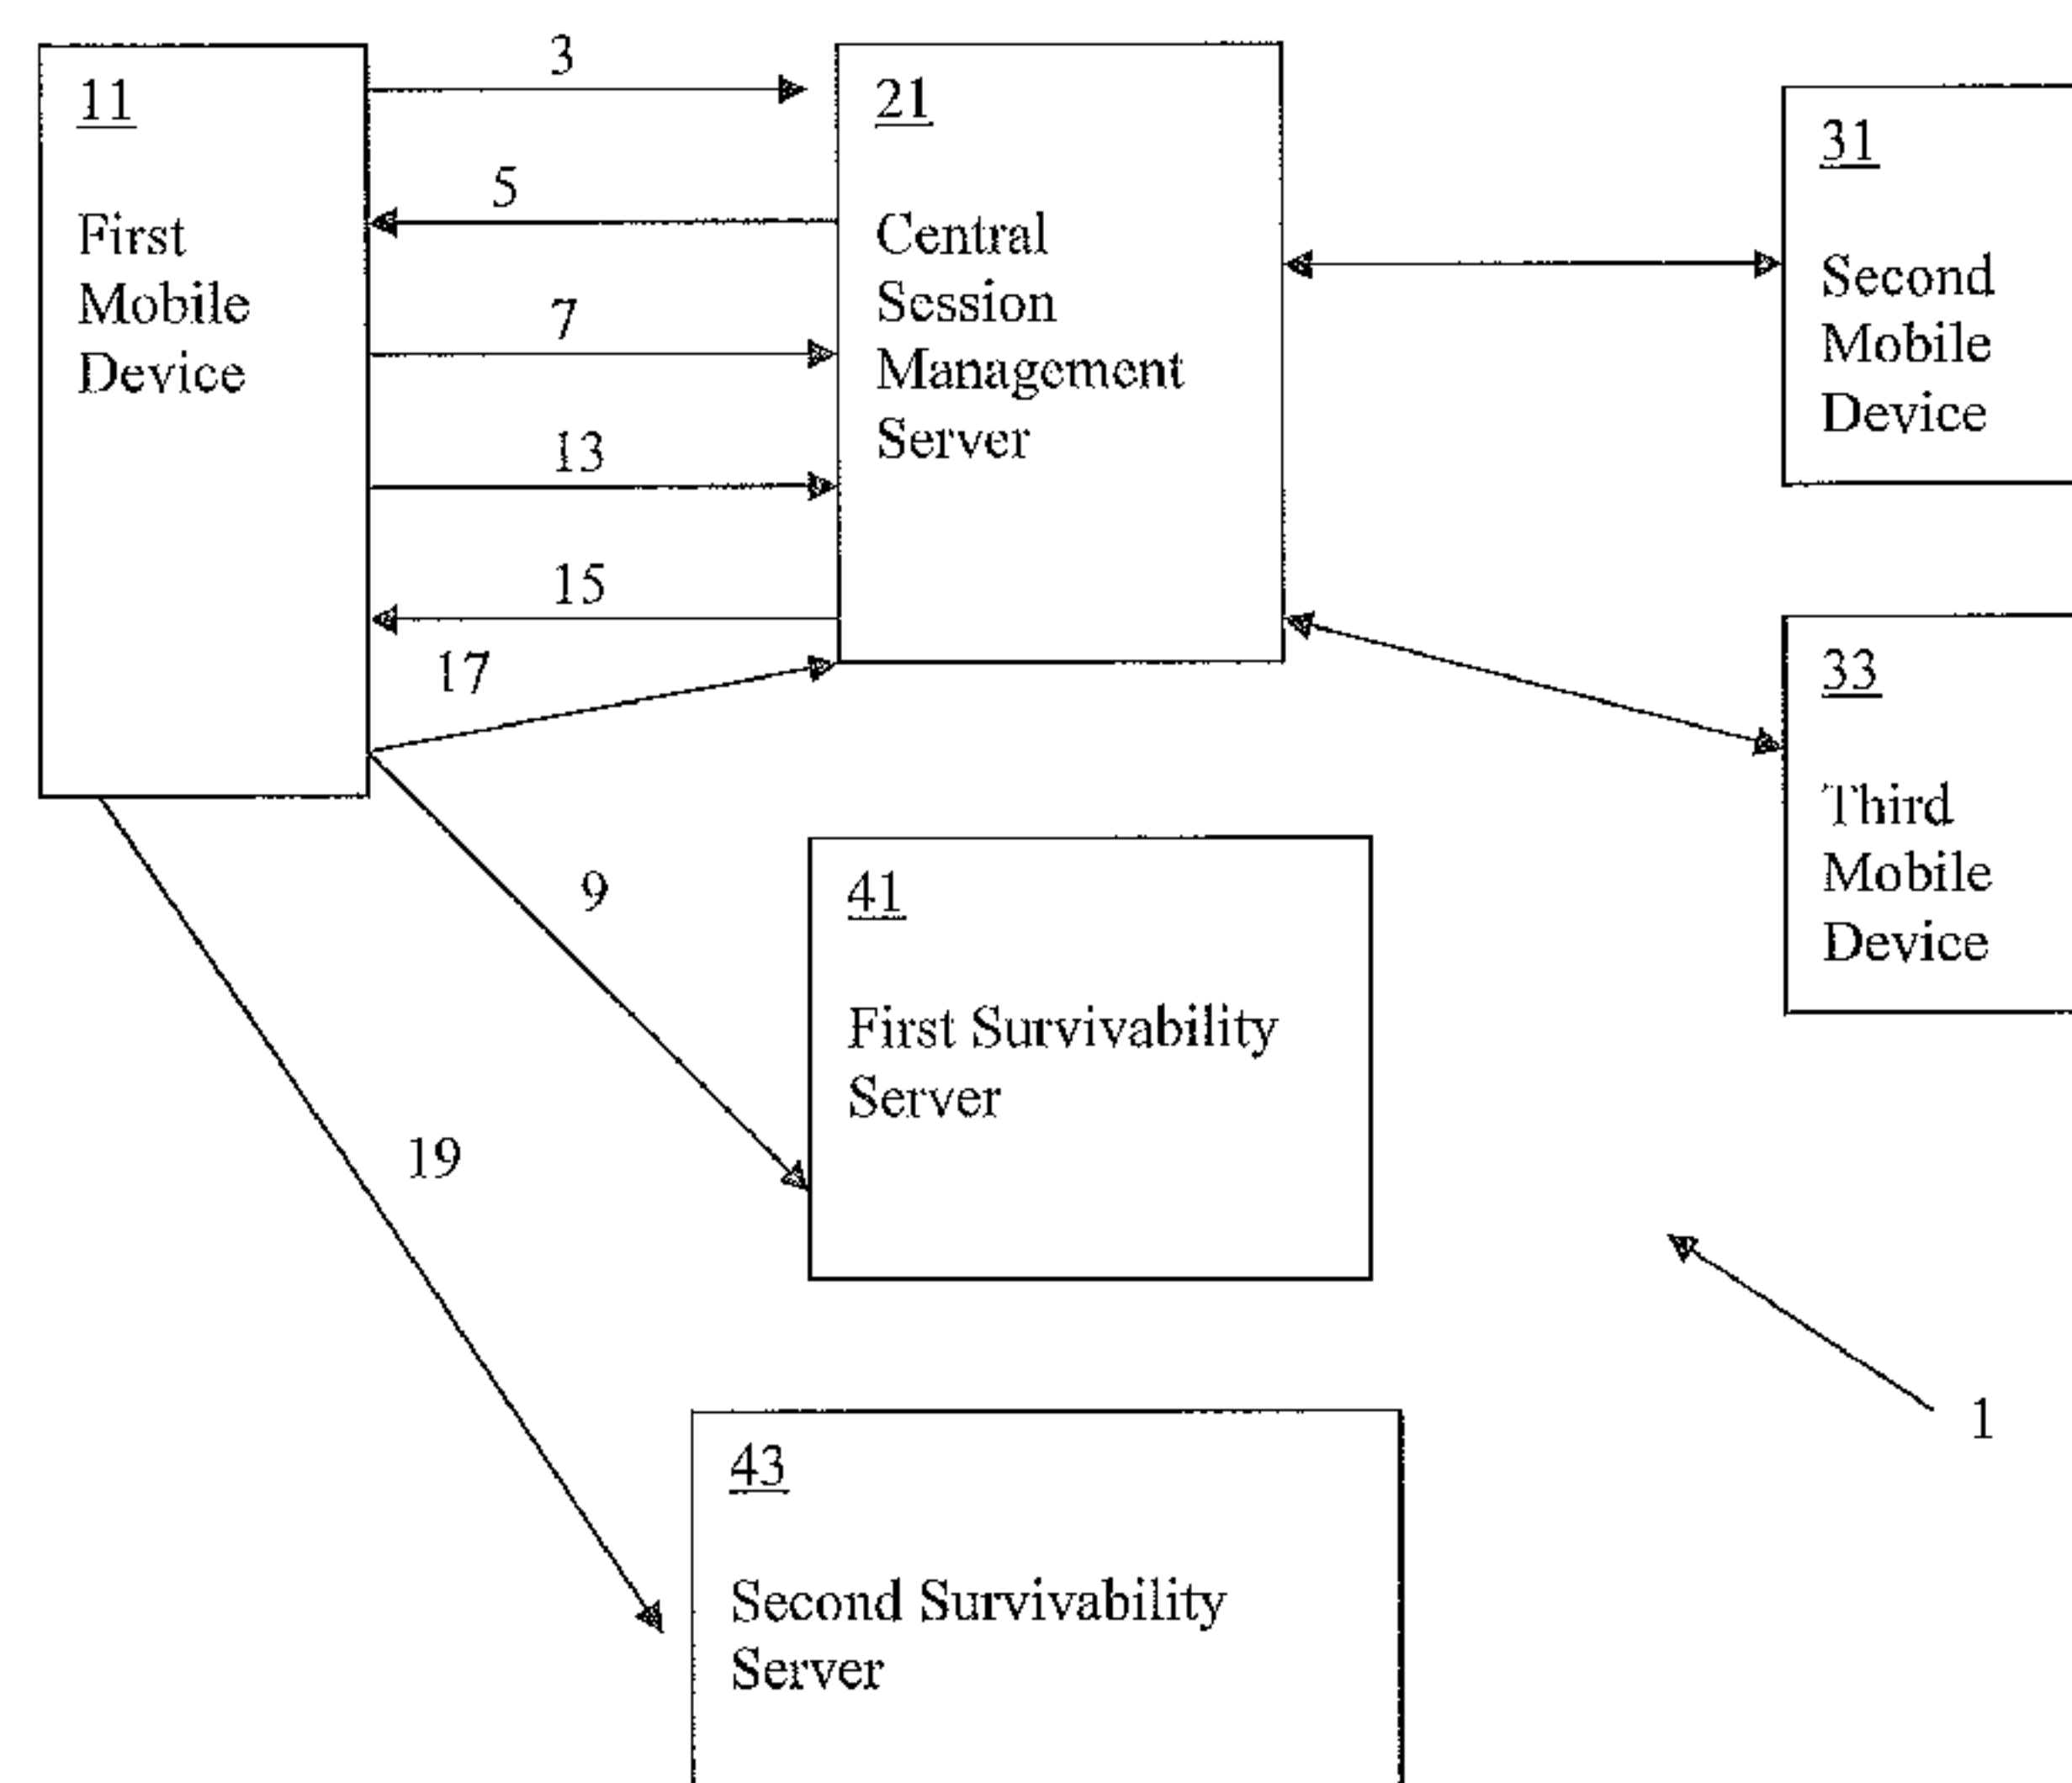 11
First
Mobile
Device
3
5
7
13
15
17
9
19
21
Central
Session
Management
Server
31
Second
Mobile
Device
33
Third
Mobile
Device
41
First Survivability
Server
43
Second Survivability
Server
1